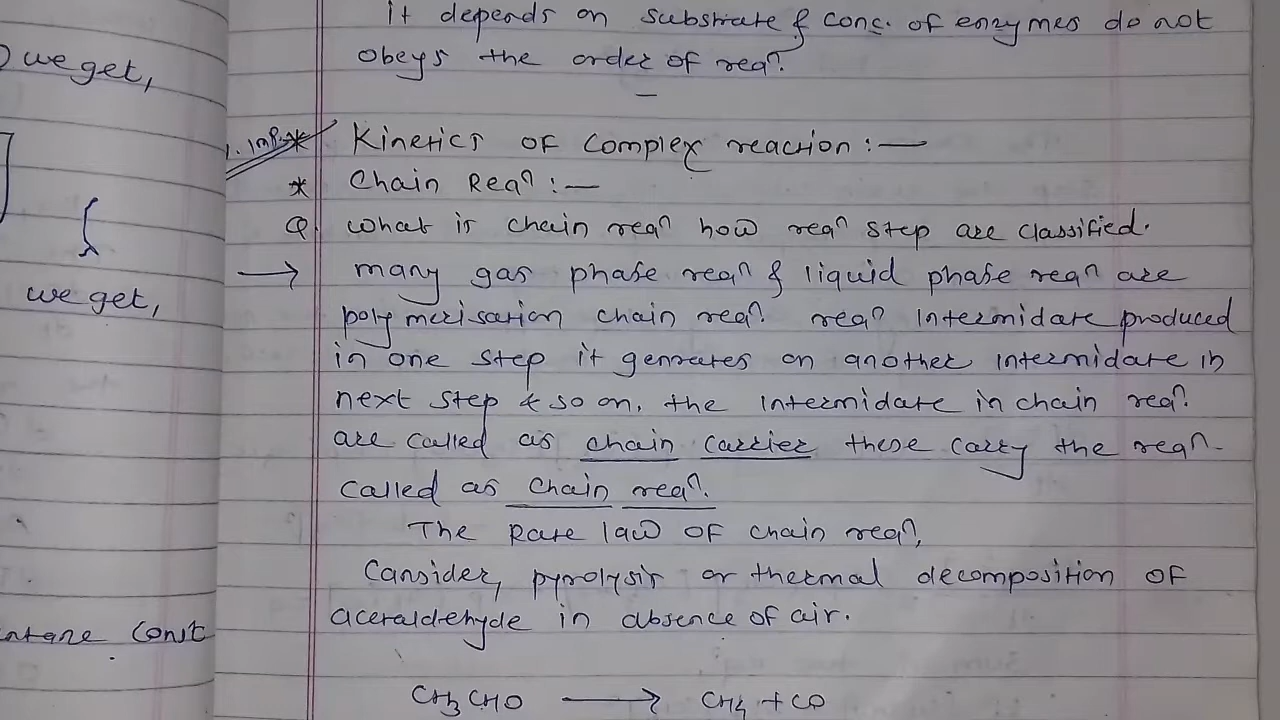 it depends on substrate & conc. of enzymes do not
obeys the order of reaⁿ.
we get,
Imp.* Kinetics of Complex reaction :—
* Chain Reaⁿ :—
Q. what is chain reaⁿ how reaⁿ step are classified.
→ many gas phase reaⁿ & liquid phase reaⁿ are
polymerisation chain reaⁿ. reaⁿ intermidate produced
in one step it genrates on another intermidate in
next step & so on. the intermidate in chain reaⁿ.
are called as chain carrier these carry the reaⁿ-
called as chain reaⁿ.
The Rate law of chain reaⁿ,
Consider, pyrolysis or thermal decomposition of
acetaldehyde in absence of air.
CH3CHO → CH4 + CO
we get,
Const